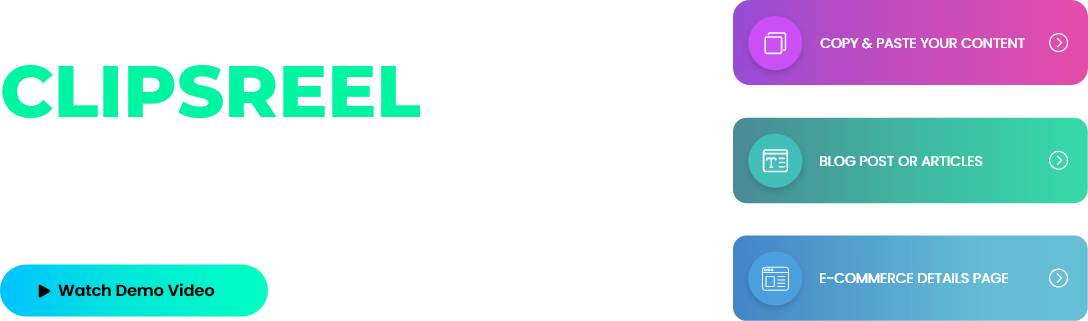 CLIPSREEL
Watch Demo Video
COPY & PASTE YOUR CONTENT
BLOG POST OR ARTICLES
E-COMMERCE DETAILS PAGE